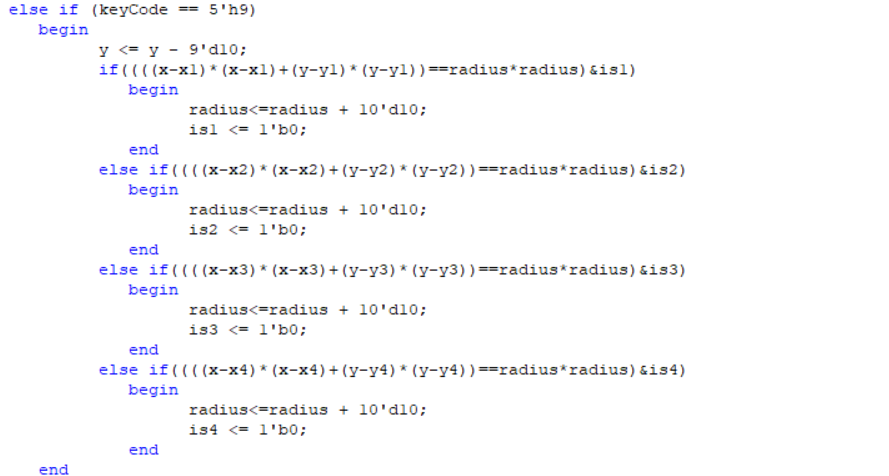 else if (keyCode == 5'h9)
begin
y <= y - 9'd10;
if((((x-x1)*(x-x1)+(y-y1)*(y-y1))==radius*radius)&is1)
begin
radius<=radius + 10'd10;
is1 <= 1'b0;
end
else if((((x-x2)*(x-x2)+(y-y2)*(y-y2))==radius*radius)&is2)
begin
radius<=radius + 10'd10;
is2 <= 1'b0;
end
else if((((x-x3)*(x-x3)+(y-y3)*(y-y3))==radius*radius)&is3)
begin
radius<=radius + 10'd10;
is3 <= 1'b0;
end
else if((((x-x4)*(x-x4)+(y-y4)*(y-y4))==radius*radius)&is4)
begin
radius<=radius + 10'd10;
is4 <= 1'b0;
end
end